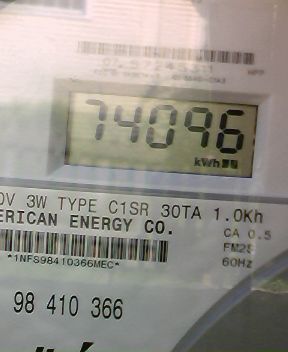 74096
kWh
0V 3W TYPE C1SR 30TA 1.0Kh
ERICAN ENERGY CO.
CA 0.5
FM2S
60Hz
*1NFS98410366MEC*
98 410 366